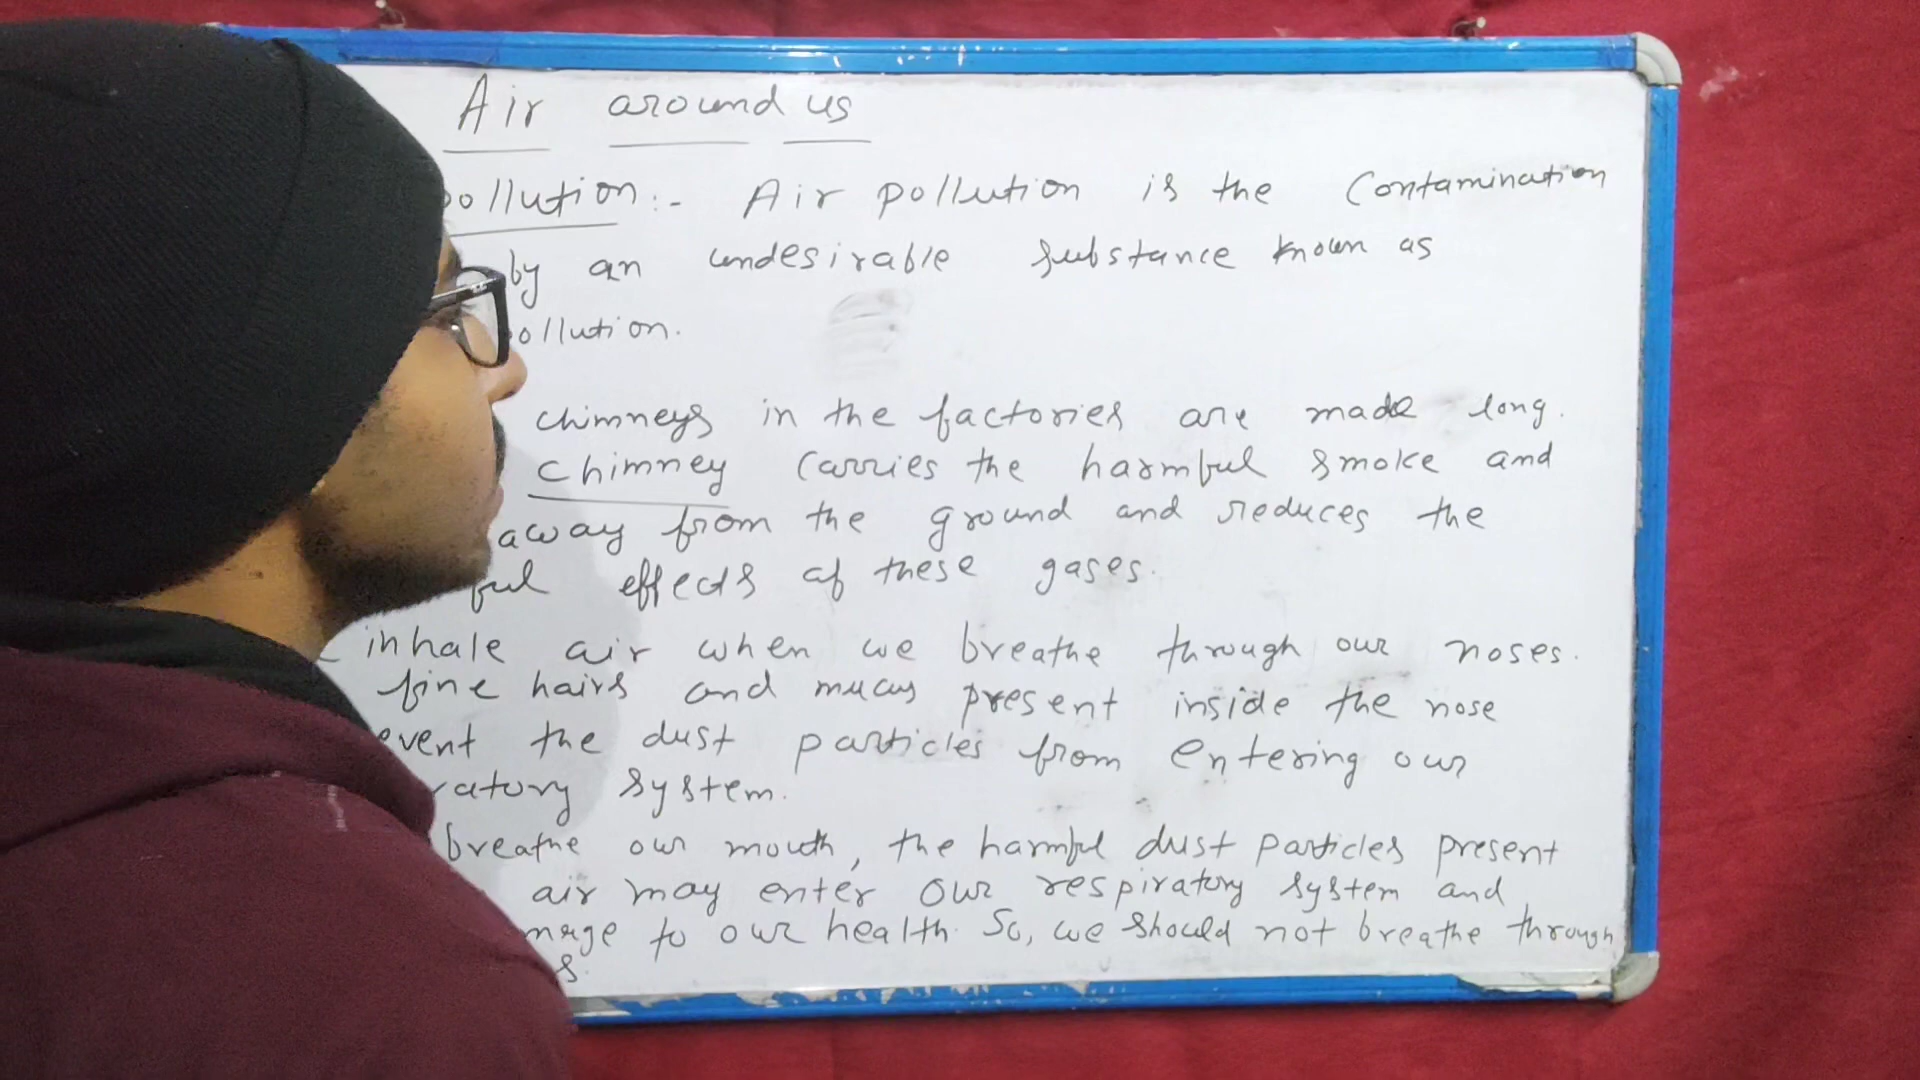 Air around us
pollution:- Air pollution is the Contamination
by an undesirable substance known as
pollution.
chimneys in the factories are made long.
chimney carries the harmful smoke and
away from the ground and reduces the
ful effects of these gases.
inhale air when we breathe through our noses.
fine hairs and mucus present inside the nose
event the dust particles from entering our
ratory system.
breathe our mouth, the harmful dust particles present
air may enter our respiratory system and
mage to our health. So, we should not breathe through
s.